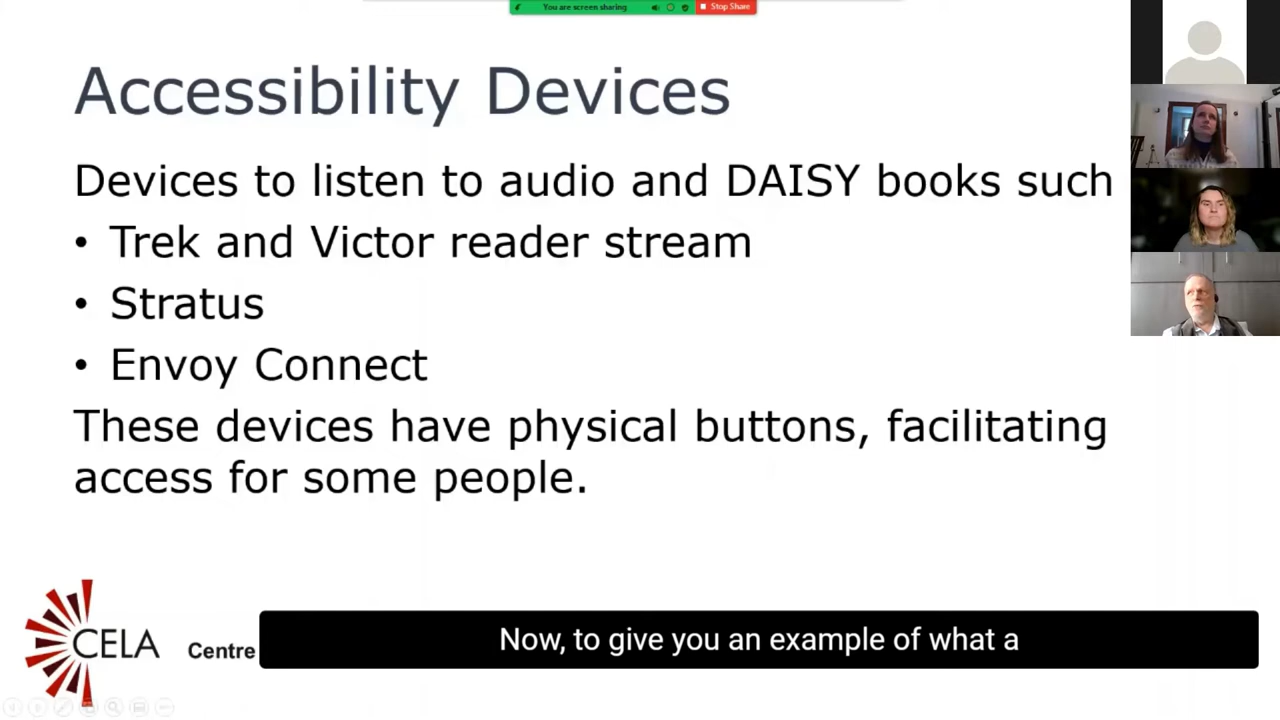 You are screen sharing
Stop Share
Accessibility Devices
Devices to listen to audio and DAISY books such
• Trek and Victor reader stream
• Stratus
• Envoy Connect
These devices have physical buttons, facilitating
access for some people.
CELA
Centre
Now, to give you an example of what a